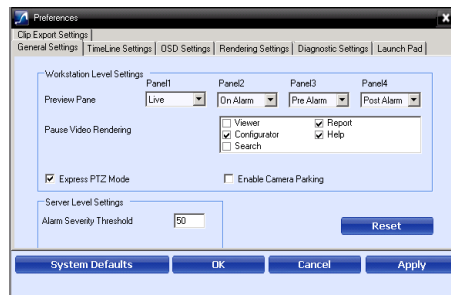 Preferences
Clip Export Settings
General Settings TimeLine Settings OSD Settings Rendering Settings Diagnostic Settings Launch Pad
Workstation Level Settings
Panel1 Panel2 Panel3 Panel4
Preview Pane Live On Alarm Pre Alarm Post Alarm
Pause Video Rendering
Viewer Report
Configurator Help
Search
Express PTZ Mode Enable Camera Parking
Server Level Settings
Alarm Severity Threshold 50
Reset
System Defaults OK Cancel Apply